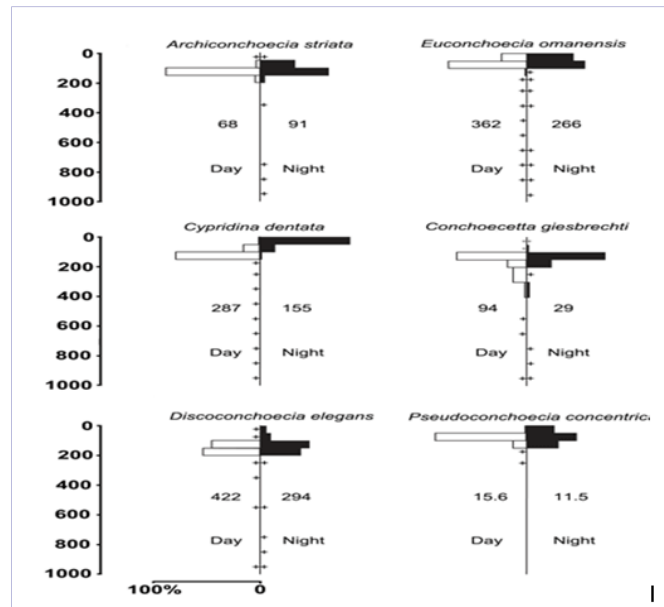 Archiconchoecia striata Euconchoecia omanensis
0
200
400
600
800
1000
68 91 362 266
Day Night Day Night
Cypridina dentata Conchoecetta giesbrechti
0
200
400
600
800
1000
287 155 94 29
Day Night Day Night
Discoconchoecia elegans Pseudoconchoecia concentrica
0
200
400
600
800
1000
422 294 15.6 11.5
Day Night Day Night
100% 0
I